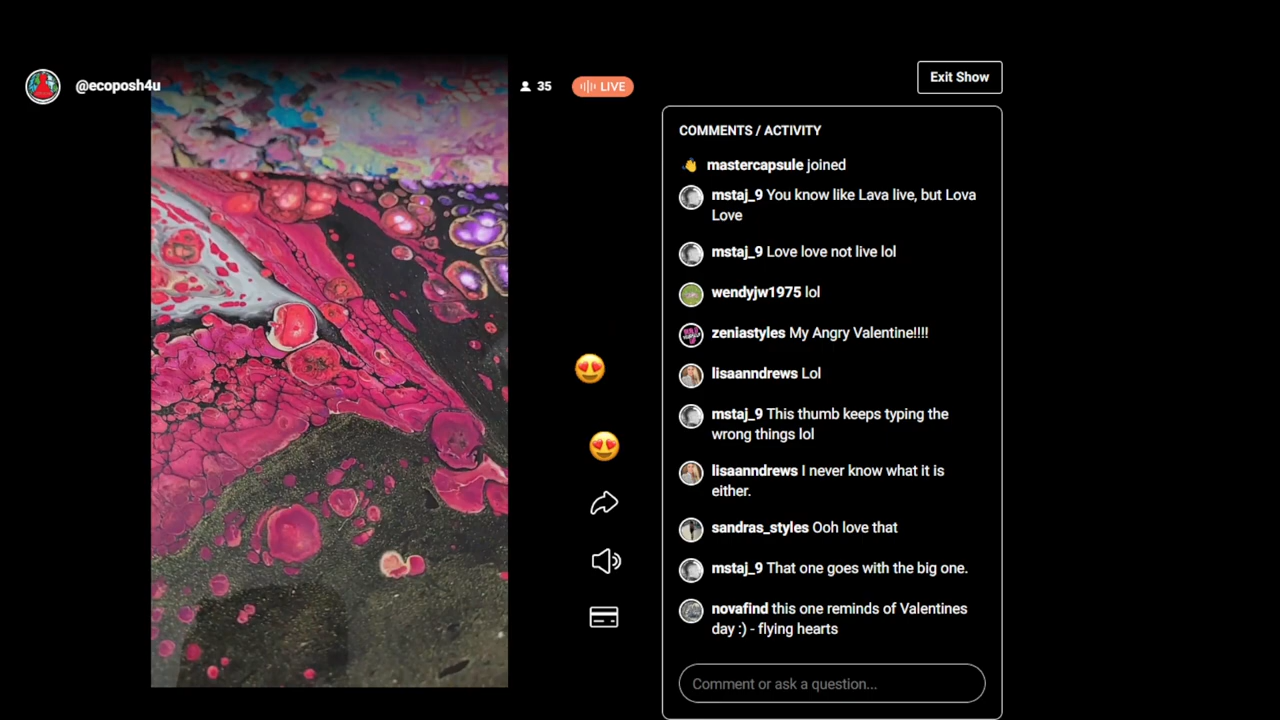 @ecoposh4u
35
LIVE
Exit Show
COMMENTS / ACTIVITY
mastercapsule joined
mstaj_9 You know like Lava live, but Lova
Love
mstaj_9 Love love not live lol
wendyjw1975 lol
zeniastyles My Angry Valentine!!!!
lisaanndrews Lol
mstaj_9 This thumb keeps typing the
wrong things lol
lisaanndrews I never know what it is
either.
sandras_styles Ooh love that
mstaj_9 That one goes with the big one.
novafind this one reminds of Valentines
day :) - flying hearts
Comment or ask a question...